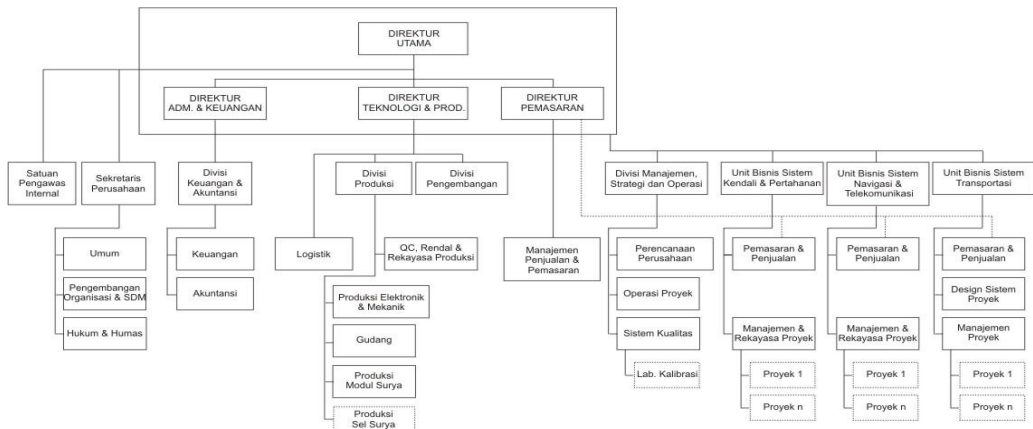 DIREKTUR
UTAMA
DIREKTUR
ADM. & KEUANGAN
DIREKTUR
TEKNOLOGI & PROD.
DIREKTUR
PEMASARAN
Satuan
Pengawas
Internal
Sekretaris
Perusahaan
Divisi
Keuangan &
Akuntansi
Divisi
Produksi
Divisi
Pengembangan
Divisi Manajemen,
Strategi dan Operasi
Unit Bisnis Sistem
Kendali & Pertahanan
Unit Bisnis Sistem
Navigasi &
Telekomunikasi
Unit Bisnis Sistem
Transportasi
Umum
Pengembangan
Organisasi & SDM
Hukum & Humas
Keuangan
Akuntansi
Logistik
QC, Rendal &
Rekayasa Produksi
Produksi Elektronik
& Mekanik
Gudang
Produksi
Modul Surya
Produksi
Sel Surya
Manajemen
Penjualan &
Pemasaran
Perencanaan
Perusahaan
Operasi Proyek
Sistem Kualitas
Lab. Kalibrasi
Pemasaran &
Penjualan
Manajemen &
Rekayasa Proyek
Proyek 1
Proyek n
Pemasaran &
Penjualan
Manajemen &
Rekayasa Proyek
Proyek 1
Proyek n
Pemasaran &
Penjualan
Design Sistem
Proyek
Manajemen
Proyek
Proyek 1
Proyek n